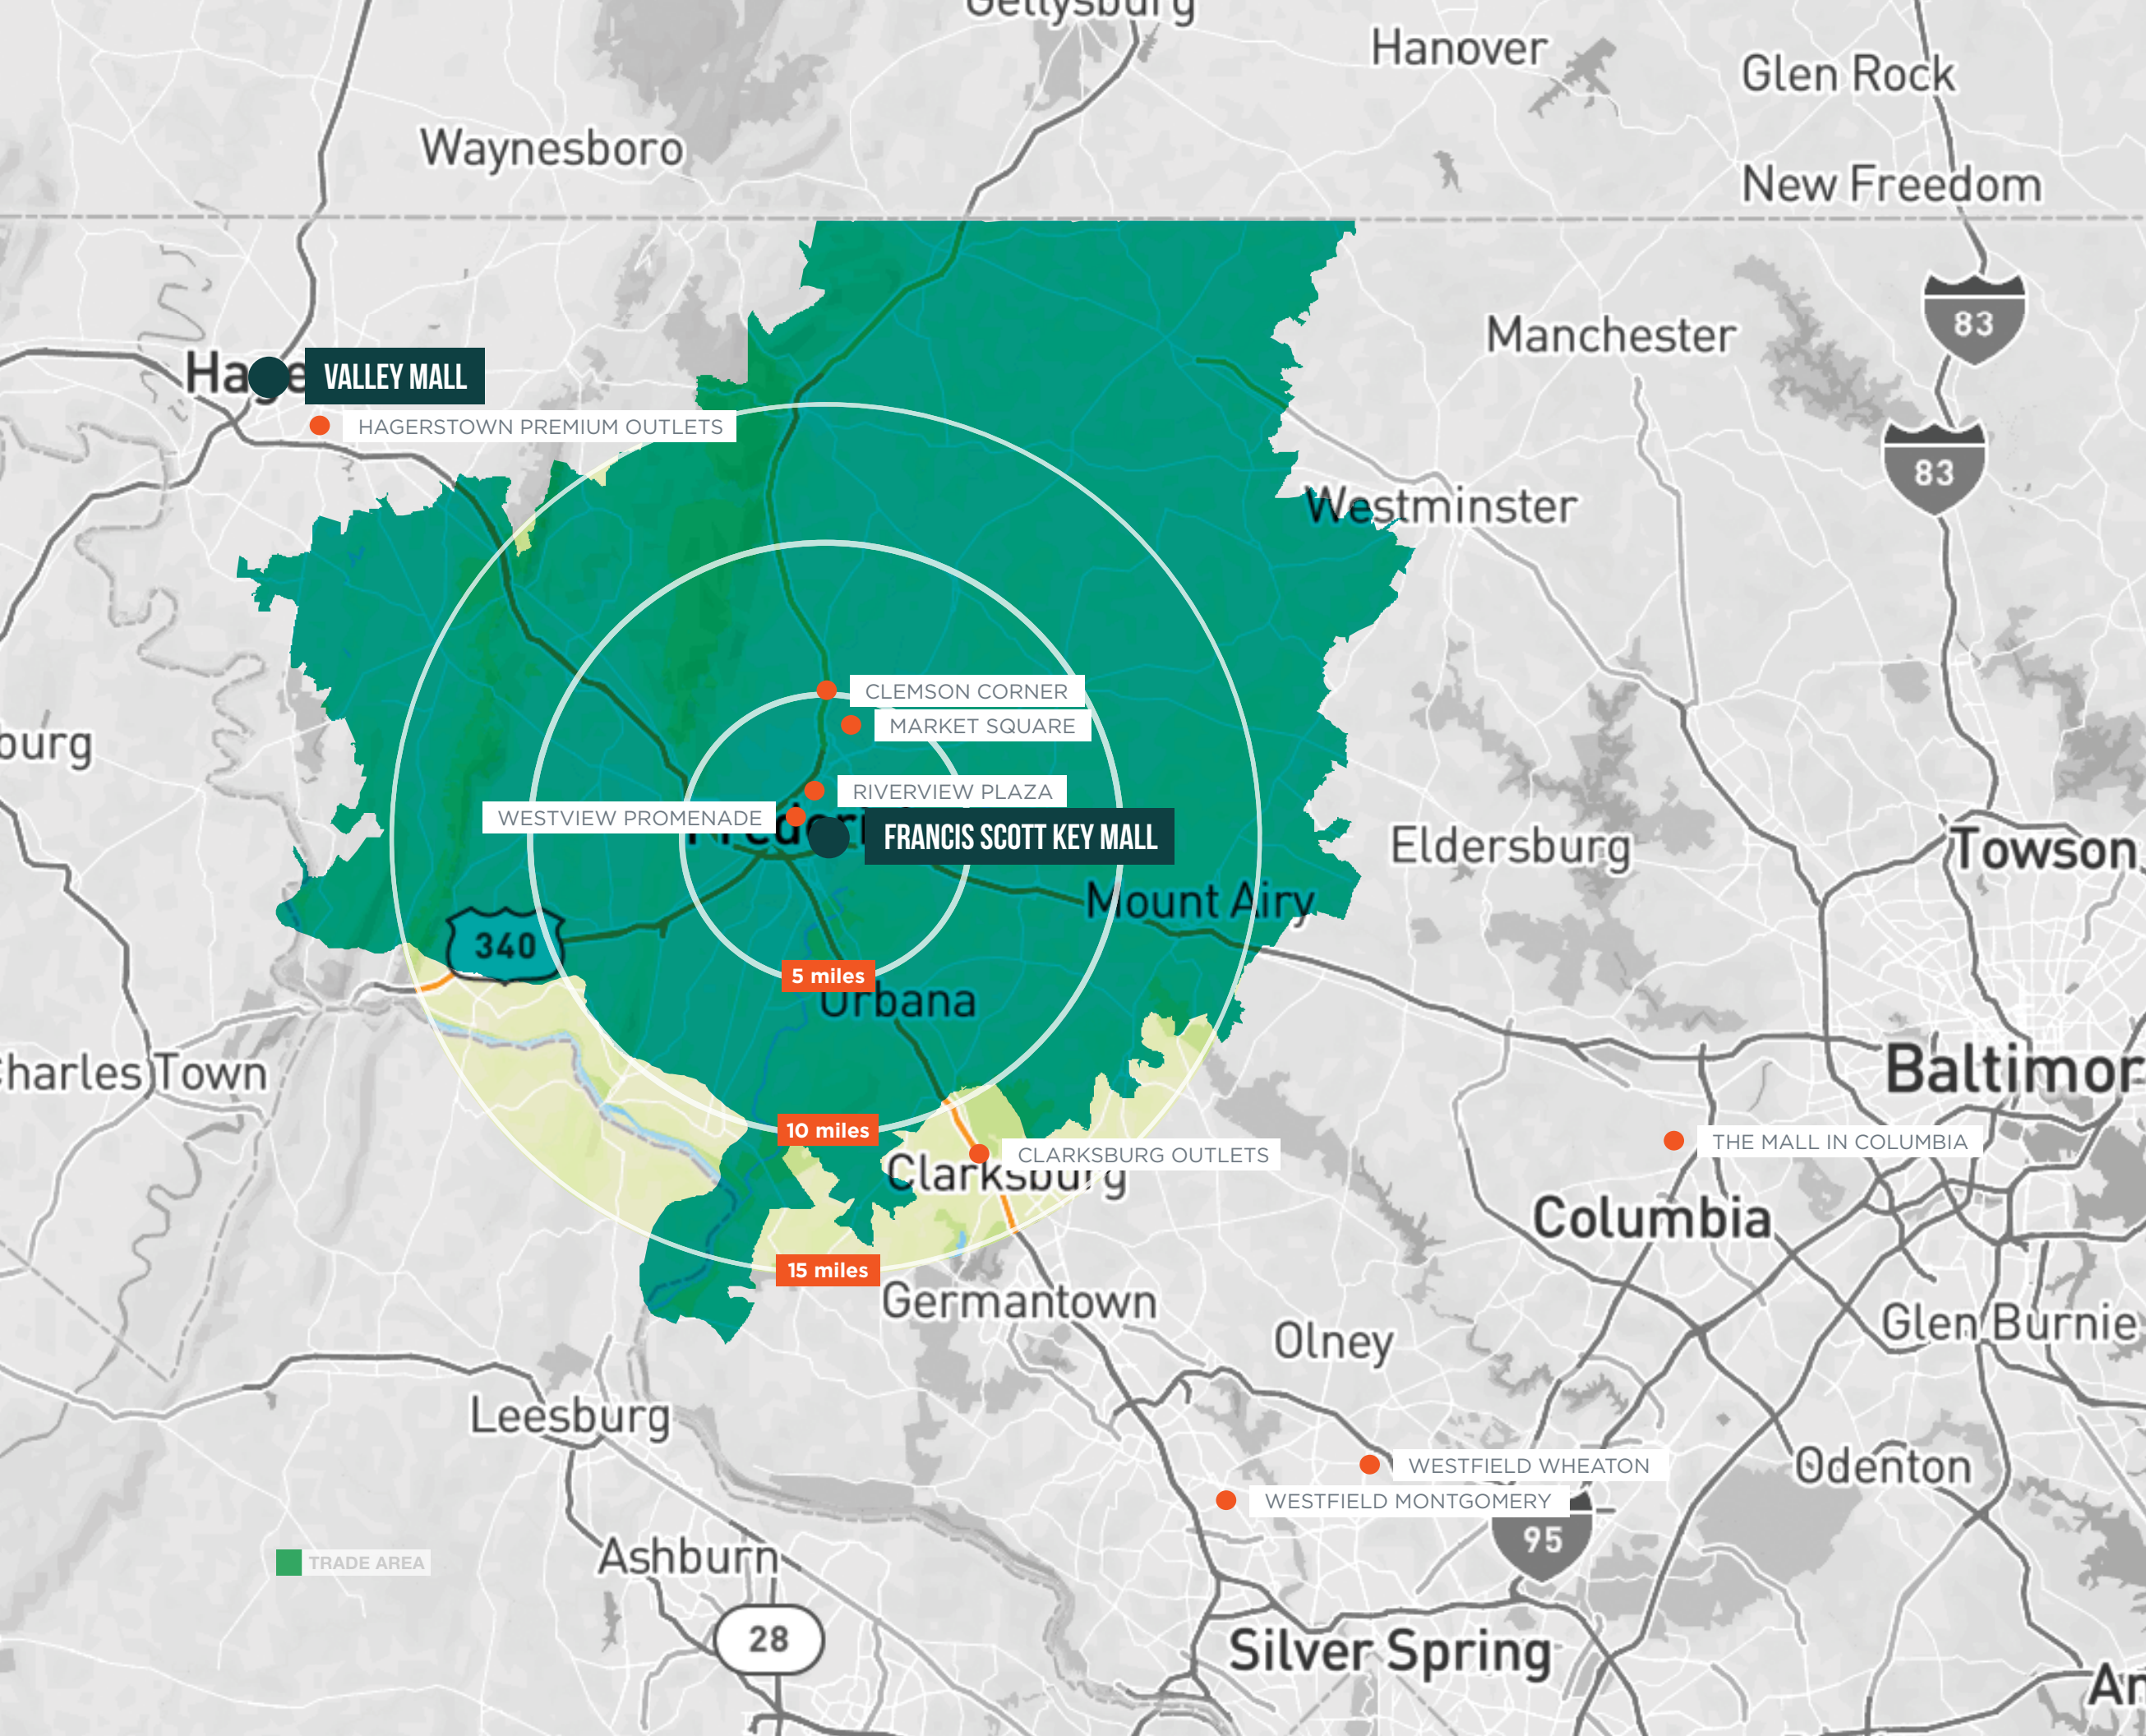 Gettysburg
Hanover
Glen Rock
Waynesboro
New Freedom
83
Manchester
VALLEY MALL
HAGERSTOWN PREMIUM OUTLETS
83
Westminster
CLEMSON CORNER
MARKET SQUARE
burg
RIVERVIEW PLAZA
WESTVIEW PROMENADE
FRANCIS SCOTT KEY MALL
Eldersburg
Towson
Mount Airy
340
5 miles
Urbana
Charles Town
Baltimor
10 miles
CLARKSBURG OUTLETS
THE MALL IN COLUMBIA
Clarksburg
Columbia
15 miles
Germantown
Glen Burnie
Olney
Leesburg
WESTFIELD WHEATON
Odenton
WESTFIELD MONTGOMERY
95
Ashburn
TRADE AREA
28
Silver Spring
An